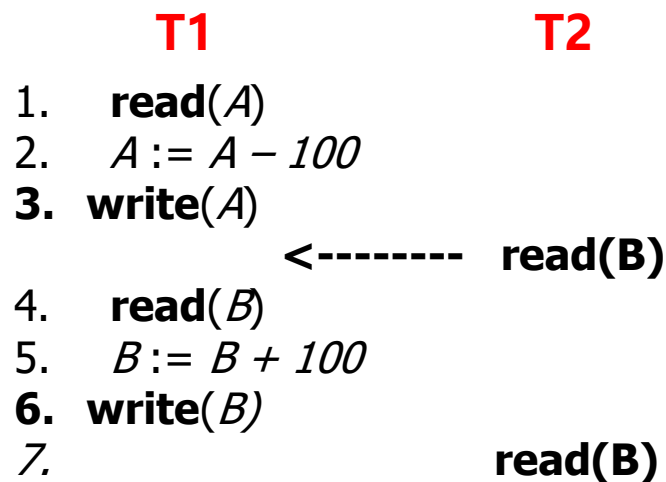 T1 T2
1. read(A)
2. A := A – 100
3. write(A)
<-------- read(B)
4. read(B)
5. B := B + 100
6. write(B)
7. read(B)